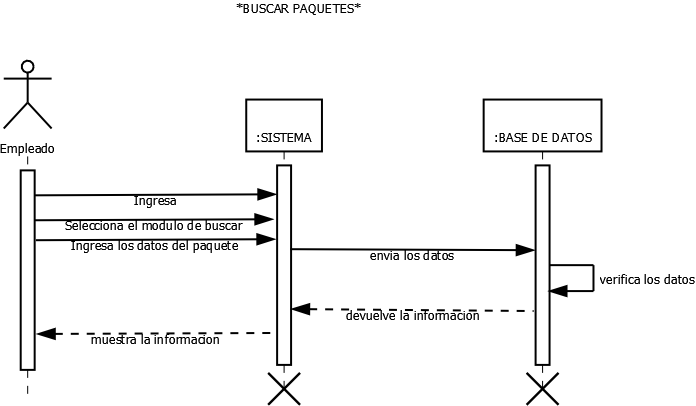 *BUSCAR PAQUETES*
Empleado
:SISTEMA
:BASE DE DATOS
Ingresa
Selecciona el modulo de buscar
Ingresa los datos del paquete
envia los datos
verifica los datos
devuelve la informacion
muestra la informacion